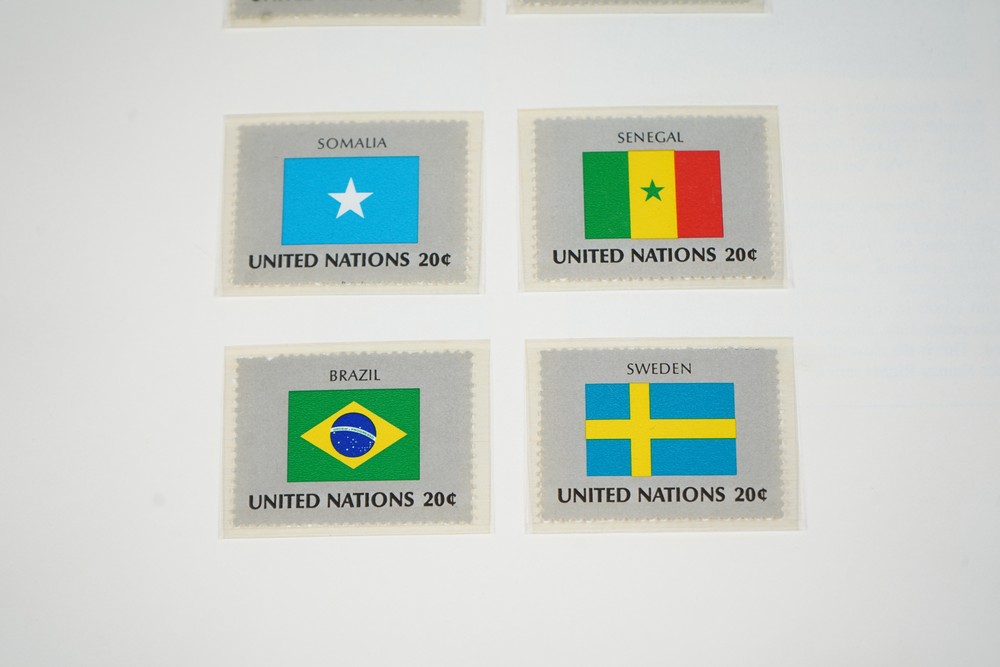 SOMALIA
UNITED NATIONS 20¢
SENEGAL
UNITED NATIONS 20¢
BRAZIL
UNITED NATIONS 20¢
SWEDEN
UNITED NATIONS 20¢